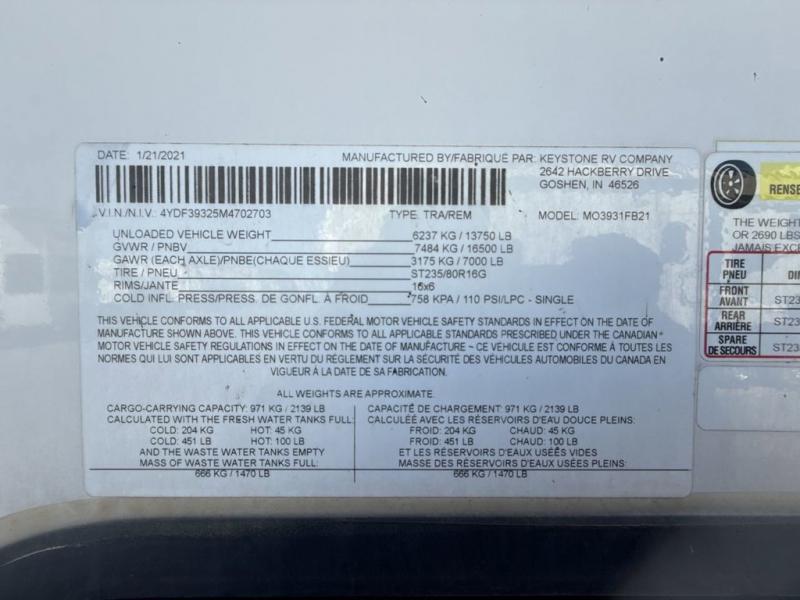 DATE: 1/21/2021 MANUFACTURED BY/FABRIQUÉ PAR: KEYSTONE RV COMPANY
2642 HACKBERRY DRIVE
GOSHEN, IN 46526
V.I.N./N.I.V.: 4YDF39325M4702703 TYPE: TRA/REM MODEL: MO3931FB21
UNLOADED VEHICLE WEIGHT 6237 KG / 13750 LB
GVWR / PNBV 7484 KG / 16500 LB
GAWR (EACH AXLE)/PNBE(CHAQUE ESSIEU) 3175 KG / 7000 LB
TIRE / PNEU ST235/80R16G
RIMS/JANTE 16x6
COLD INFL. PRESS/PRESS. DE GONFL. À FROID 758 KPA / 110 PSI/LPC - SINGLE
THIS VEHICLE CONFORMS TO ALL APPLICABLE U.S. FEDERAL MOTOR VEHICLE SAFETY STANDARDS IN EFFECT ON THE DATE OF
MANUFACTURE SHOWN ABOVE. THIS VEHICLE CONFORMS TO ALL APPLICABLE STANDARDS PRESCRIBED UNDER THE CANADIAN
MOTOR VEHICLE SAFETY REGULATIONS IN EFFECT ON THE DATE OF MANUFACTURE – CE VÉHICULE EST CONFORME À TOUTES LES
NORMES QUI LUI SONT APPLICABLES EN VERTU DU RÈGLEMENT SUR LA SÉCURITÉ DES VÉHICULES AUTOMOBILES DU CANADA EN
VIGUEUR À LA DATE DE SA FABRICATION.
ALL WEIGHTS ARE APPROXIMATE.
CARGO-CARRYING CAPACITY: 971 KG / 2139 LB
CALCULATED WITH THE FRESH WATER TANKS FULL:
COLD: 204 KG HOT: 45 KG
COLD: 451 LB HOT: 100 LB
AND THE WASTE WATER TANKS EMPTY
MASS OF WASTE WATER TANKS FULL:
666 KG / 1470 LB
CAPACITÉ DE CHARGEMENT: 971 KG / 2139 LB
CALCULÉE AVEC LES RÉSERVOIRS D'EAU DOUCE PLEINS:
FROID: 204 KG CHAUD: 45 KG
FROID: 451 LB CHAUD: 100 LB
ET LES RÉSERVOIRS D'EAUX USÉÉS VIDES
MASSE DES RÉSERVOIRS D'EAUX USÉES PLEINS:
666 KG / 1470 LB
RENSE
THE WEIGHT
OR 2690 LBS
JAMAIS EXCÉ
TIRE
PNEU
FRONT
AVANT ST235
REAR
ARRIÈRE ST235
SPARE
DE SECOURS ST235